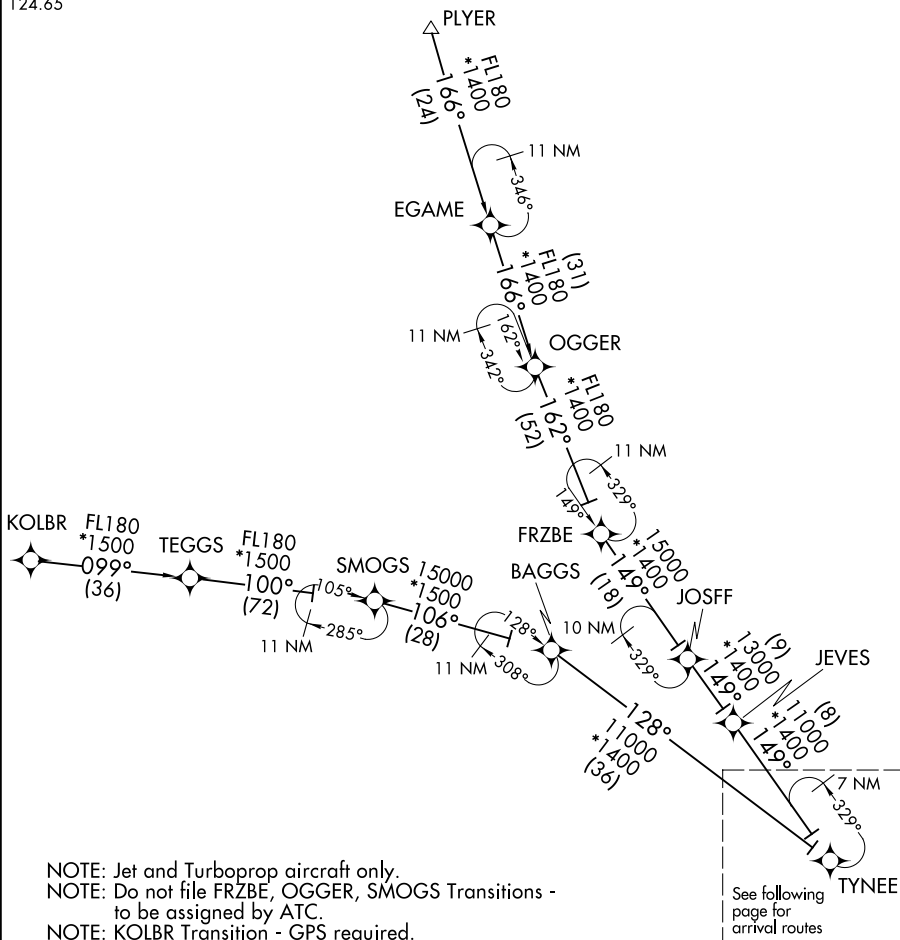 124.65
PLYER
FL180
*1400
166°
(24)
11 NM
346°
EGAME
(31)
FL180
*1400
166°
11 NM
162°
342°
OGGER
FL180
*1400
162°
(52)
11 NM
329°
149°
FRZBE
15000
*1400
149°
(18)
KOLBR
FL180
*1500
099°
(36)
TEGGS
FL180
*1500
100°
(72)
SMOGS
105°
285°
11 NM
15000
*1500
106°
(28)
BAGGS
128°
308°
11 NM
JOSFF
10 NM
329°
(9)
13000
*1400
149°
JEVES
(8)
11000
*1400
149°
128°
11000
*1400
(36)
7 NM
329°
TYNEE
See following
page for
arrival routes
NOTE: Jet and Turboprop aircraft only.
NOTE: Do not file FRZBE, OGGER, SMOGS Transitions -
to be assigned by ATC.
NOTE: KOLBR Transition - GPS required.